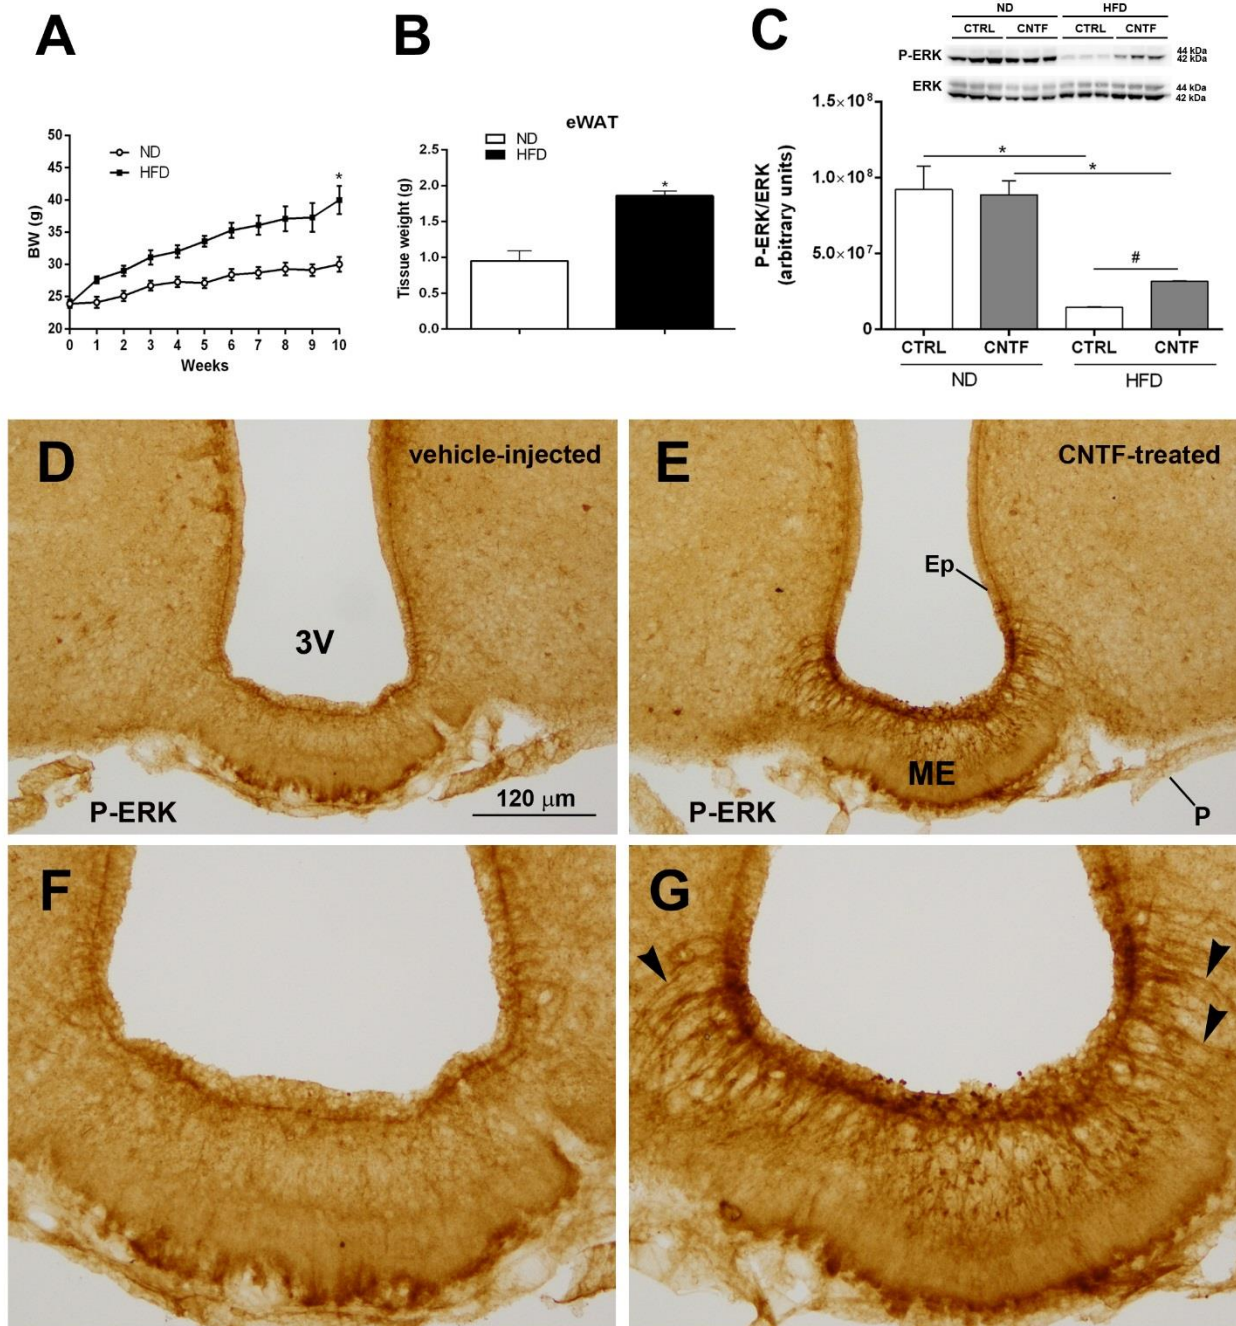 A
50
45
40
35
30
25
20
BW (g)
ND
HFD
*
0 1 2 3 4 5 6 7 8 9 10
Weeks
B
eWAT
ND
HFD
2.5
2.0
1.5
1.0
0.5
0.0
Tissue weight (g)
*
C
ND HFD
CTRL CNTF CTRL CNTF
P-ERK 44 kDa
42 kDa
ERK 44 kDa
42 kDa
1.5×10⁸
1.0×10⁸
5.0×10⁷
0
P-ERK/ERK
(arbitrary units)
*
*
#
CTRL CNTF CTRL CNTF
ND HFD
D
vehicle-injected
3V
P-ERK
120 µm
E
CNTF-treated
Ep
ME
P-ERK
P
F
G